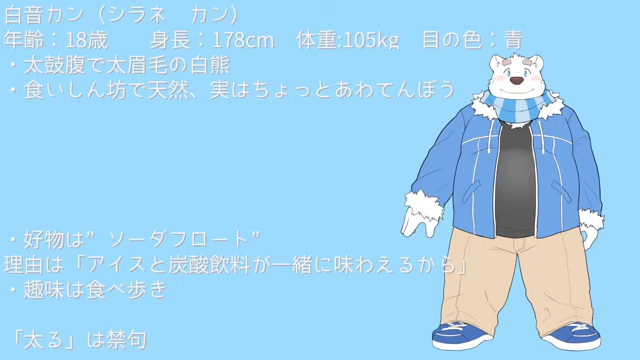 白音カン（シラネ　カン）
年齢：18歳　　身長：178cm　体重:105kg　目の色：青
・太鼓腹で太眉毛の白熊
・食いしん坊で天然、実はちょっとあわてんぼう
・好物は”ソーダフロート”
理由は「アイスと炭酸飲料が一緒に味わえるから」
・趣味は食べ歩き
「太る」は禁句